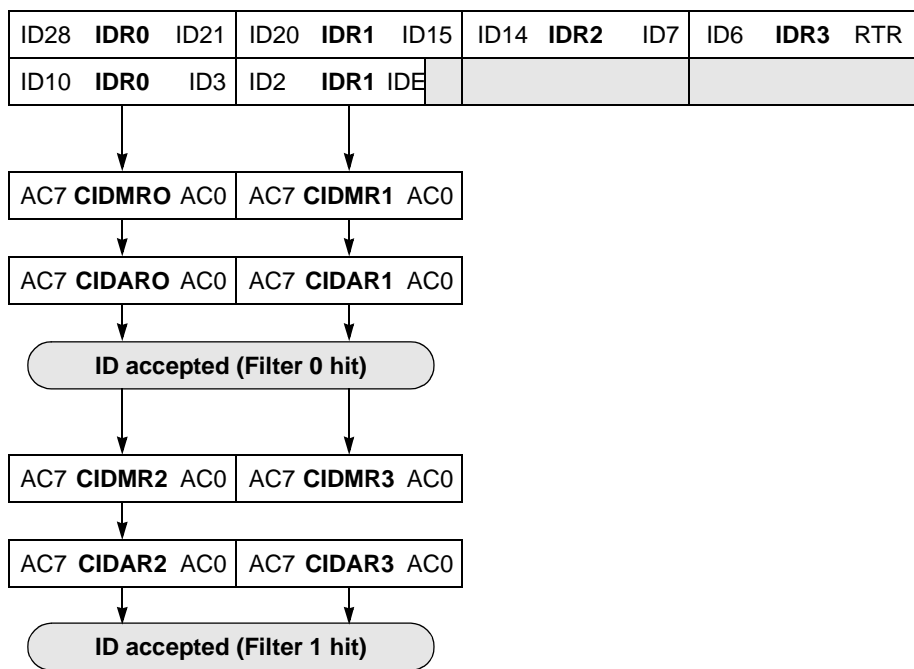 ID28 IDR0 ID21 ID20 IDR1 ID15 ID14 IDR2 ID7 ID6 IDR3 RTR
ID10 IDR0 ID3 ID2 IDR1 IDE
AC7 CIDMRO AC0 AC7 CIDMR1 AC0
AC7 CIDARO AC0 AC7 CIDAR1 AC0
ID accepted (Filter 0 hit)
AC7 CIDMR2 AC0 AC7 CIDMR3 AC0
AC7 CIDAR2 AC0 AC7 CIDAR3 AC0
ID accepted (Filter 1 hit)